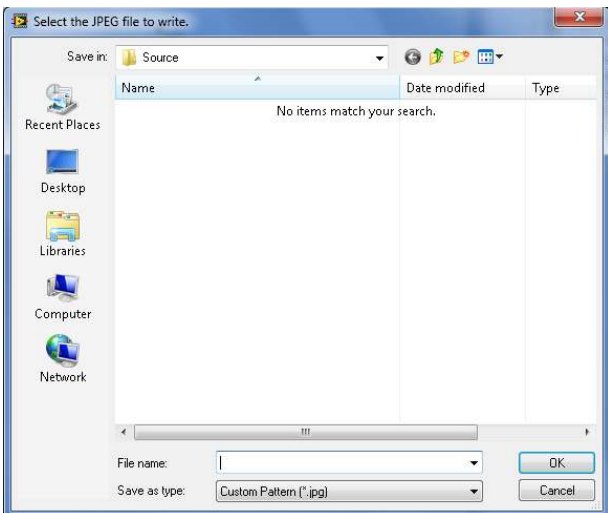 Select the JPEG file to write.
Save in: Source
Name Date modified Type
No items match your search.
Recent Places
Desktop
Libraries
Computer
Network
File name: OK
Save as type: Custom Pattern (*.jpg) Cancel